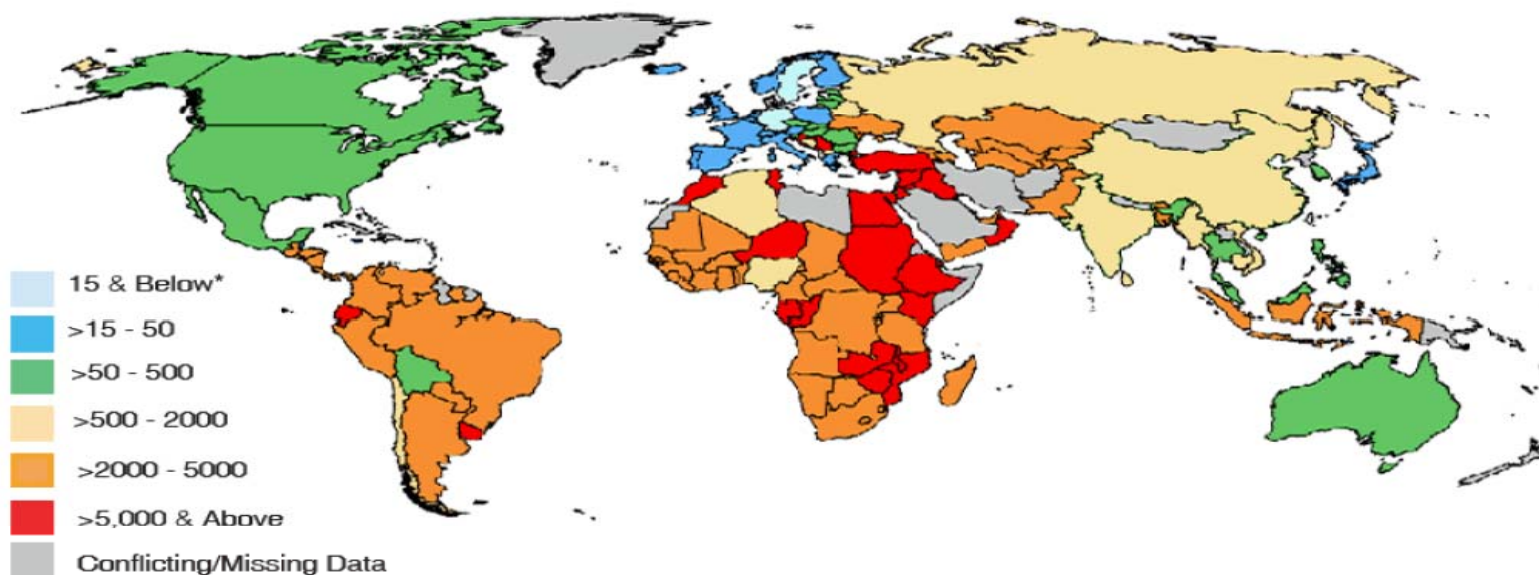 15 & Below*
>15 - 50
>50 - 500
>500 - 2000
>2000 - 5000
>5,000 & Above
Conflicting/Missing Data